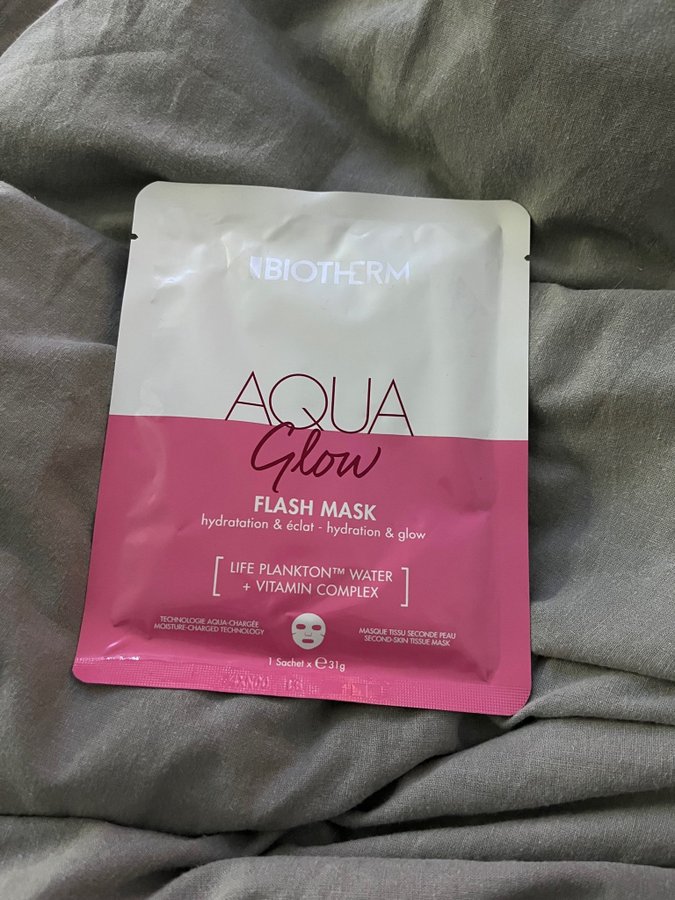 BIOTHERM
AQUA
Glow
FLASH MASK
hydratation & éclat - hydration & glow
LIFE PLANKTON™ WATER
+ VITAMIN COMPLEX
TECHNOLOGIE AQUA-CHARGÉE
MOISTURE-CHARGED TECHNOLOGY
MASQUE TISSU SECONDE PEAU
SECOND-SKIN TISSUE MASK
1 Sachet x ℮31g